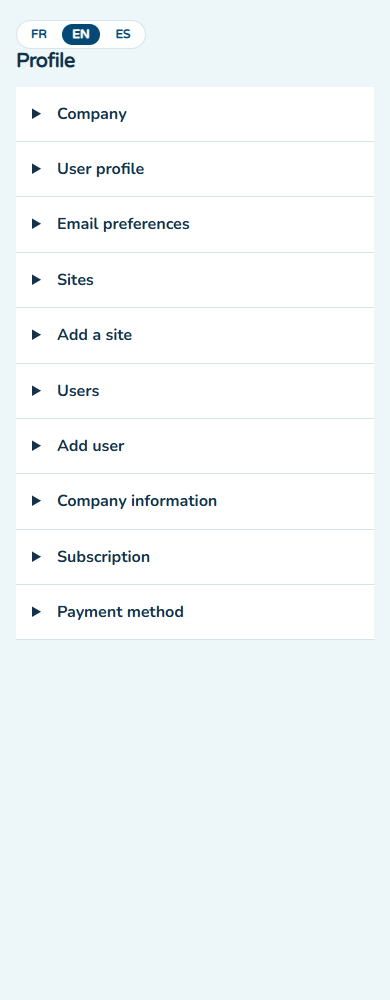 FR EN ES
Profile
Company
User profile
Email preferences
Sites
Add a site
Users
Add user
Company information
Subscription
Payment method